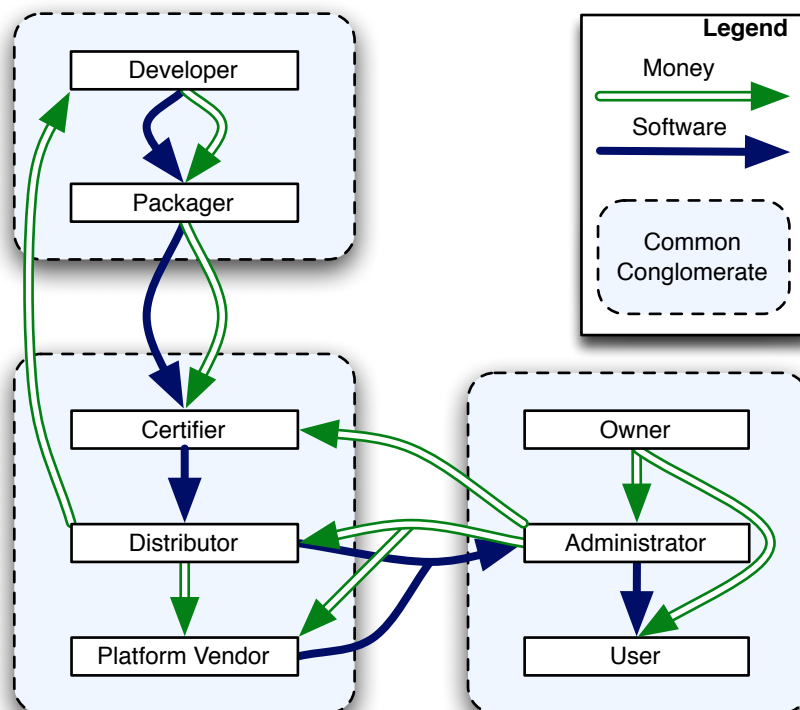 Legend
Developer
Money
Software
Packager
Common
Conglomerate
Certifier
Owner
Distributor
Administrator
Platform Vendor
User